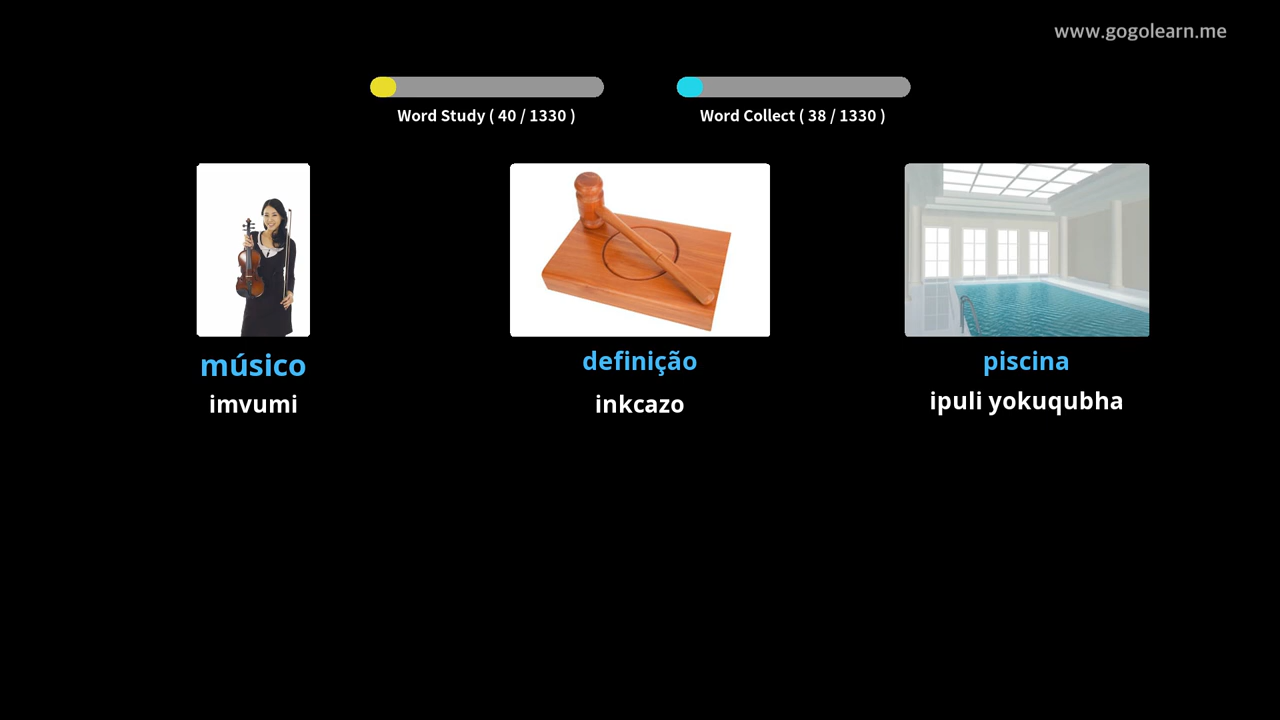 www.gogolearn.me
Word Study ( 40 / 1330 )
Word Collect ( 38 / 1330 )
músico
imvumi
definição
inkcazo
piscina
ipuli yokuqubha